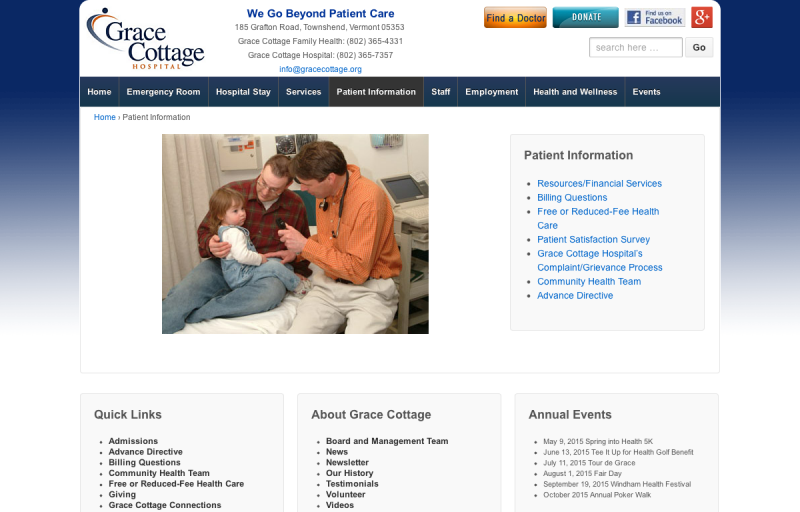 Grace
Cottage
HOSPITAL
We Go Beyond Patient Care
185 Grafton Road, Townshend, Vermont 05353
Grace Cottage Family Health: (802) 365-4331
Grace Cottage Hospital: (802) 365-7357
info@gracecottage.org
Find a Doctor
DONATE
Find us on
Facebook
g+
search here ...
Go
Home
Emergency Room
Hospital Stay
Services
Patient Information
Staff
Employment
Health and Wellness
Events
Home › Patient Information
Patient Information
Resources/Financial Services
Billing Questions
Free or Reduced-Fee Health
Care
Patient Satisfaction Survey
Grace Cottage Hospital's
Complaint/Grievance Process
Community Health Team
Advance Directive
Quick Links
Admissions
Advance Directive
Billing Questions
Community Health Team
Free or Reduced-Fee Health Care
Giving
Grace Cottage Connections
About Grace Cottage
Board and Management Team
News
Newsletter
Our History
Testimonials
Volunteer
Videos
Annual Events
May 9, 2015 Spring into Health 5K
June 13, 2015 Tee It Up for Health Golf Benefit
July 11, 2015 Tour de Grace
August 1, 2015 Fair Day
September 19, 2015 Windham Health Festival
October 2015 Annual Poker Walk